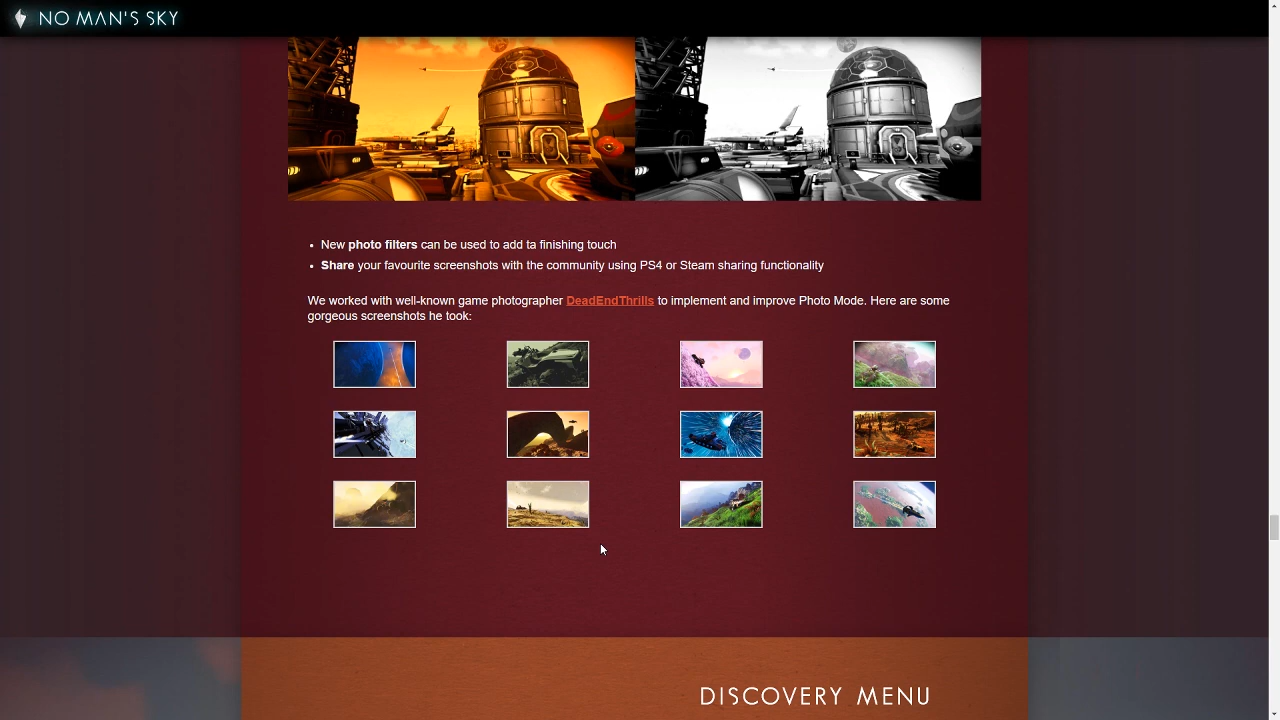 NO MAN'S SKY
• New photo filters can be used to add ta finishing touch
• Share your favourite screenshots with the community using PS4 or Steam sharing functionality
We worked with well-known game photographer DeadEndThrills to implement and improve Photo Mode. Here are some
gorgeous screenshots he took:
DISCOVERY MENU